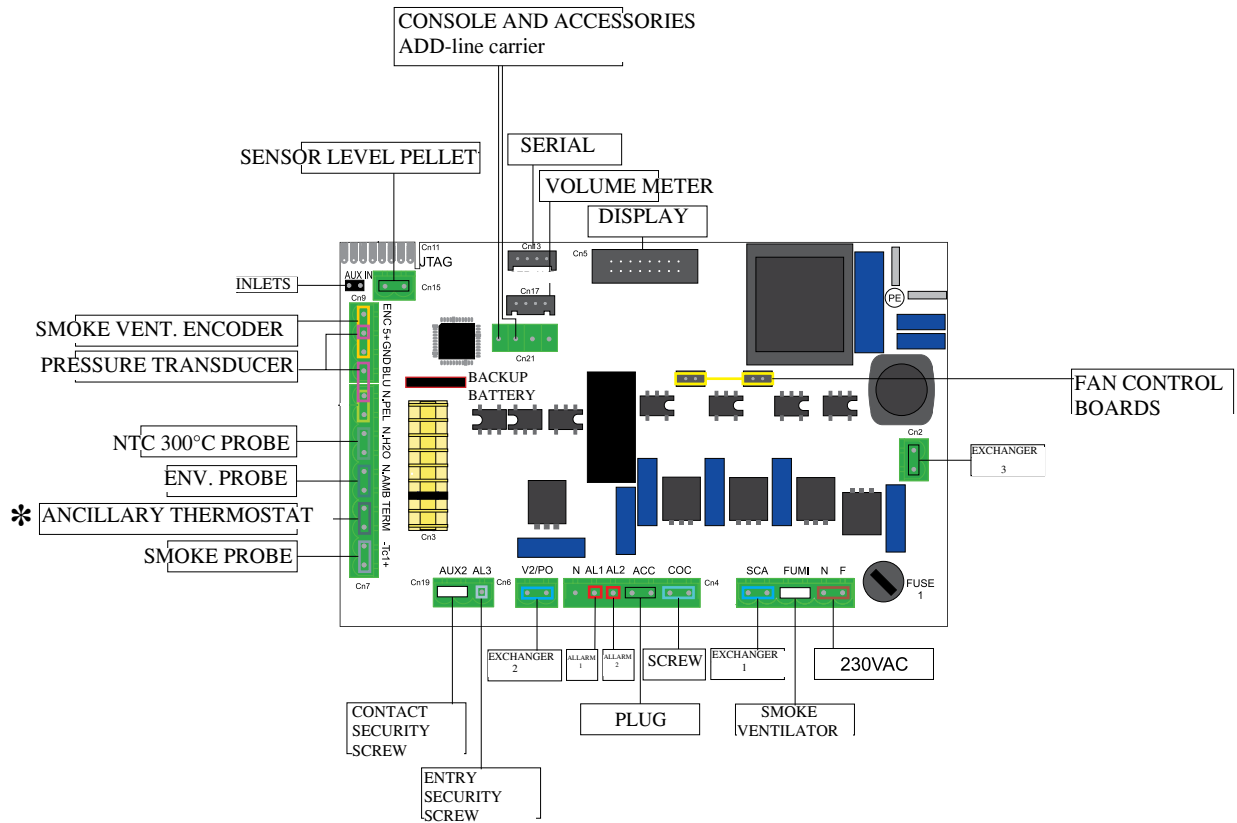 CONSOLE AND ACCESSORIES
ADD-line carrier
SERIAL
SENSOR LEVEL PELLET
VOLUME METER
DISPLAY
Cn11
JTAG
Cn13
Cn5
AUX IN
INLETS
Cn15
Cn9
Cn17
PE
SMOKE VENT. ENCODER
PRESSURE TRANSDUCER
ENC 5+GNDBLU N.PEL N.H2O N.AMB TERM -Tc1+
Cn21
BACKUP
BATTERY
FAN CONTROL
BOARDS
Cn2
EXCHANGER
3
NTC 300°C PROBE
ENV. PROBE
* ANCILLARY THERMOSTAT
SMOKE PROBE
Cn3
Cn7
Cn19
AUX2 AL3
Cn6
V2/PO
N AL1 AL2 ACC COC
Cn4
SCA FUMI N F
FUSE
1
EXCHANGER
2
ALLARM
1
ALLARM
2
SCREW
EXCHANGER
1
230VAC
CONTACT
SECURITY
SCREW
PLUG
SMOKE
VENTILATOR
ENTRY
SECURITY
SCREW